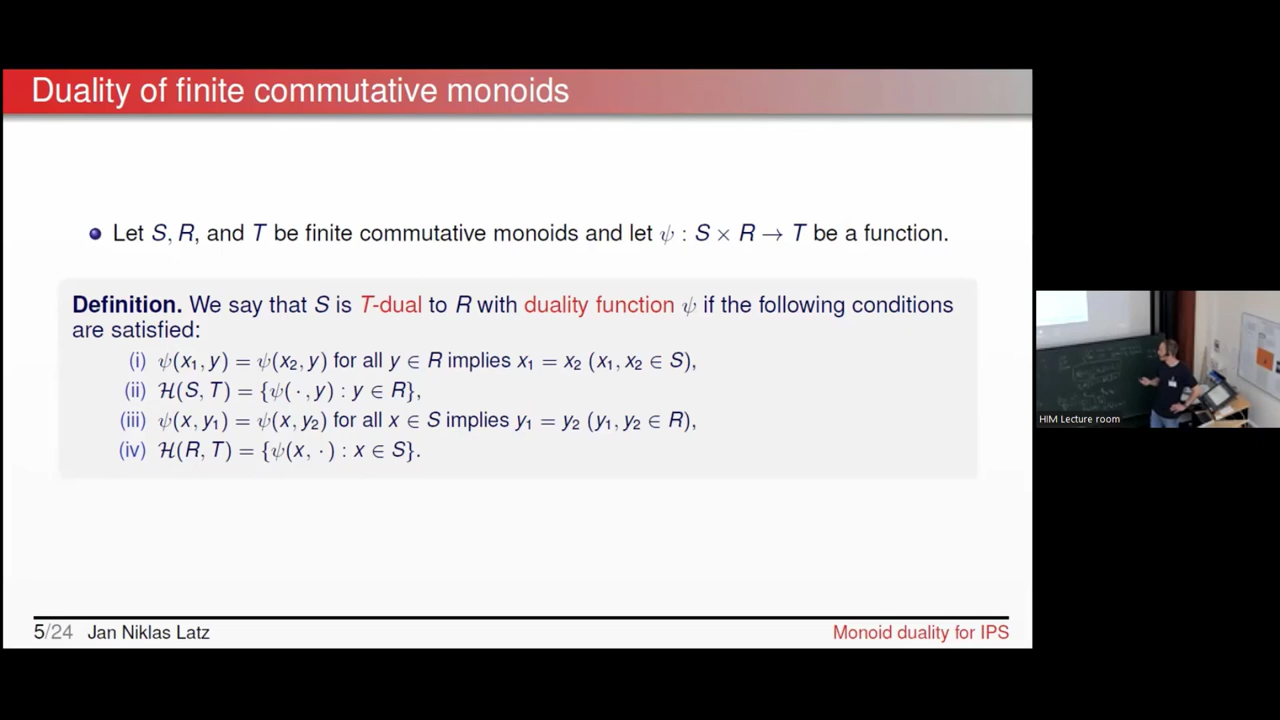 Duality of finite commutative monoids
Let S, R, and T be finite commutative monoids and let ψ : S × R → T be a function.
Definition. We say that S is T-dual to R with duality function ψ if the following conditions
are satisfied:
(i) ψ(x₁, y) = ψ(x₂, y) for all y ∈ R implies x₁ = x₂ (x₁, x₂ ∈ S),
(ii) ℋ(S, T) = {ψ( · , y) : y ∈ R},
(iii) ψ(x, y₁) = ψ(x, y₂) for all x ∈ S implies y₁ = y₂ (y₁, y₂ ∈ R),
(iv) ℋ(R, T) = {ψ(x, · ) : x ∈ S}.
HIM Lecture room
5/24 Jan Niklas Latz
Monoid duality for IPS